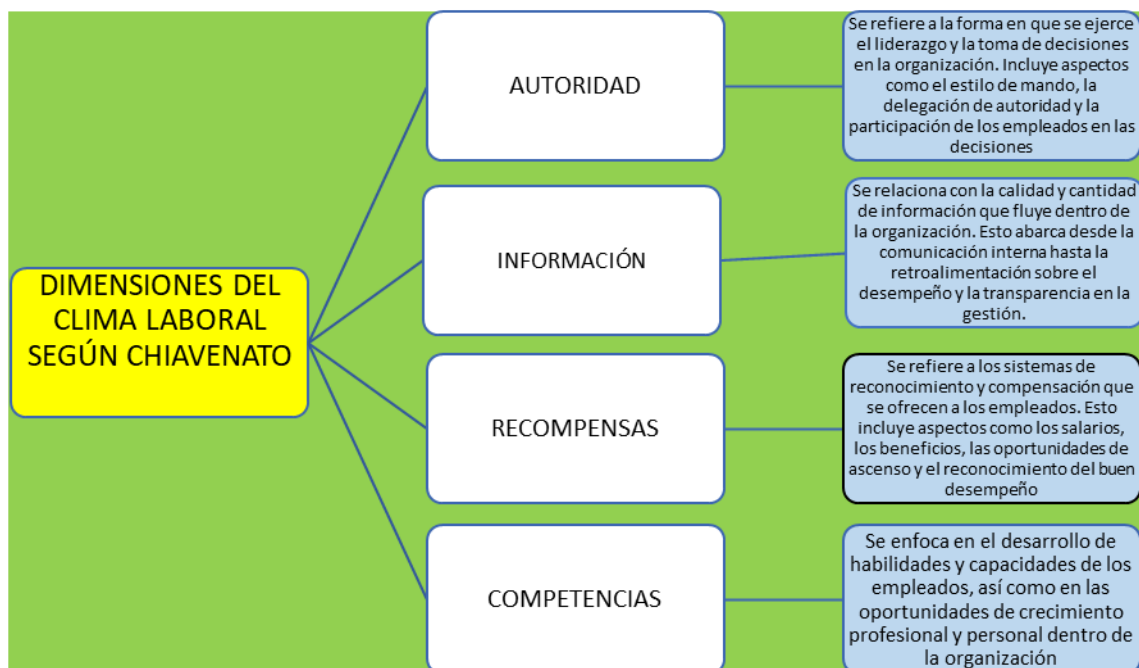 DIMENSIONES DEL
CLIMA LABORAL
SEGÚN CHIAVENATO
AUTORIDAD
Se refiere a la forma en que se ejerce
el liderazgo y la toma de decisiones
en la organización. Incluye aspectos
como el estilo de mando, la
delegación de autoridad y la
participación de los empleados en las
decisiones
INFORMACIÓN
Se relaciona con la calidad y cantidad
de información que fluye dentro de
la organización. Esto abarca desde la
comunicación interna hasta la
retroalimentación sobre el
desempeño y la transparencia en la
gestión.
RECOMPENSAS
Se refiere a los sistemas de
reconocimiento y compensación que
se ofrecen a los empleados. Esto
incluye aspectos como los salarios,
los beneficios, las oportunidades de
ascenso y el reconocimiento del buen
desempeño
COMPETENCIAS
Se enfoca en el desarrollo de
habilidades y capacidades de los
empleados, así como en las
oportunidades de crecimiento
profesional y personal dentro de
la organización